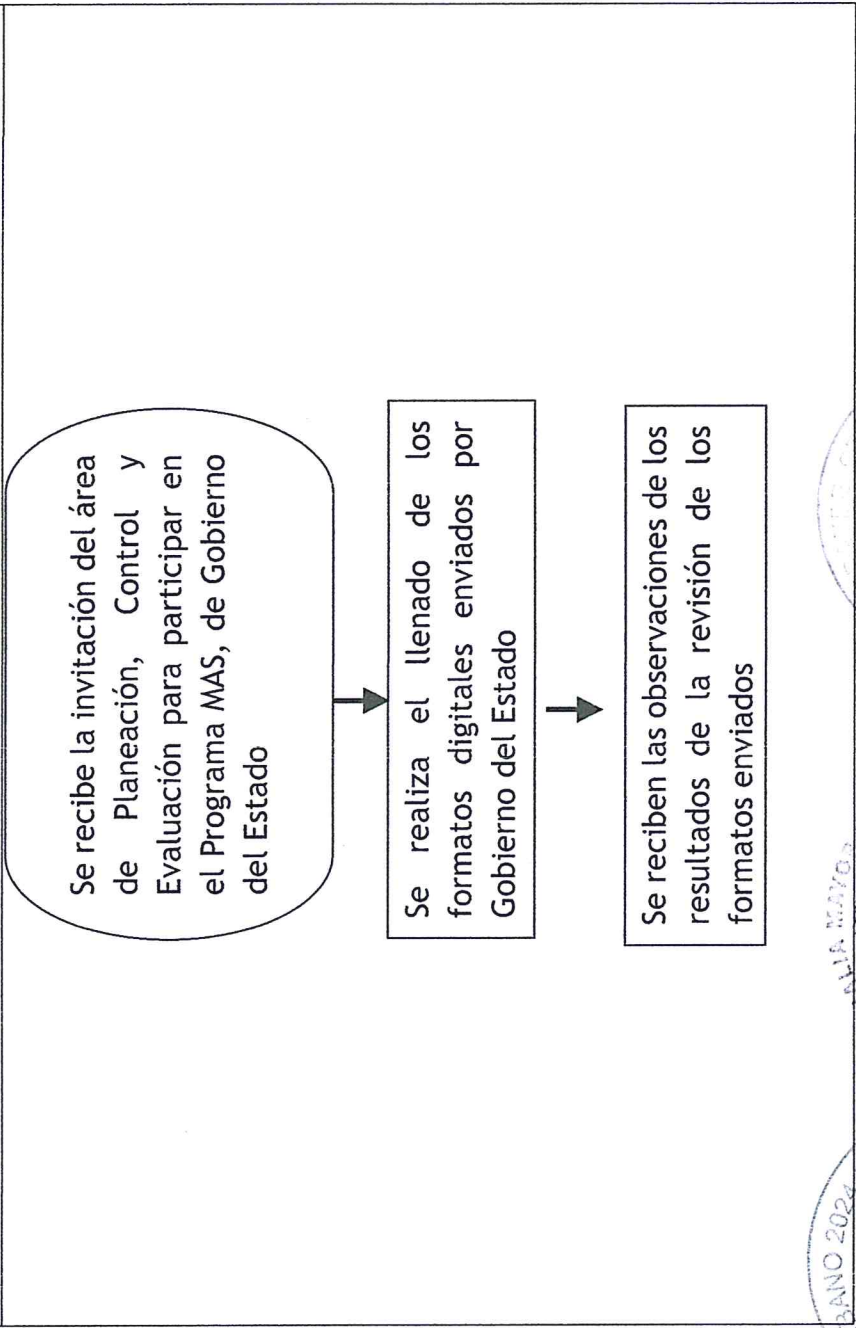 Se recibe la invitación del área
de Planeación, Control y
Evaluación para participar en
el Programa MAS, de Gobierno
del Estado
Se realiza el llenado de los
formatos digitales enviados por
Gobierno del Estado
Se reciben las observaciones de los
resultados de la revisión de los
formatos enviados
2024